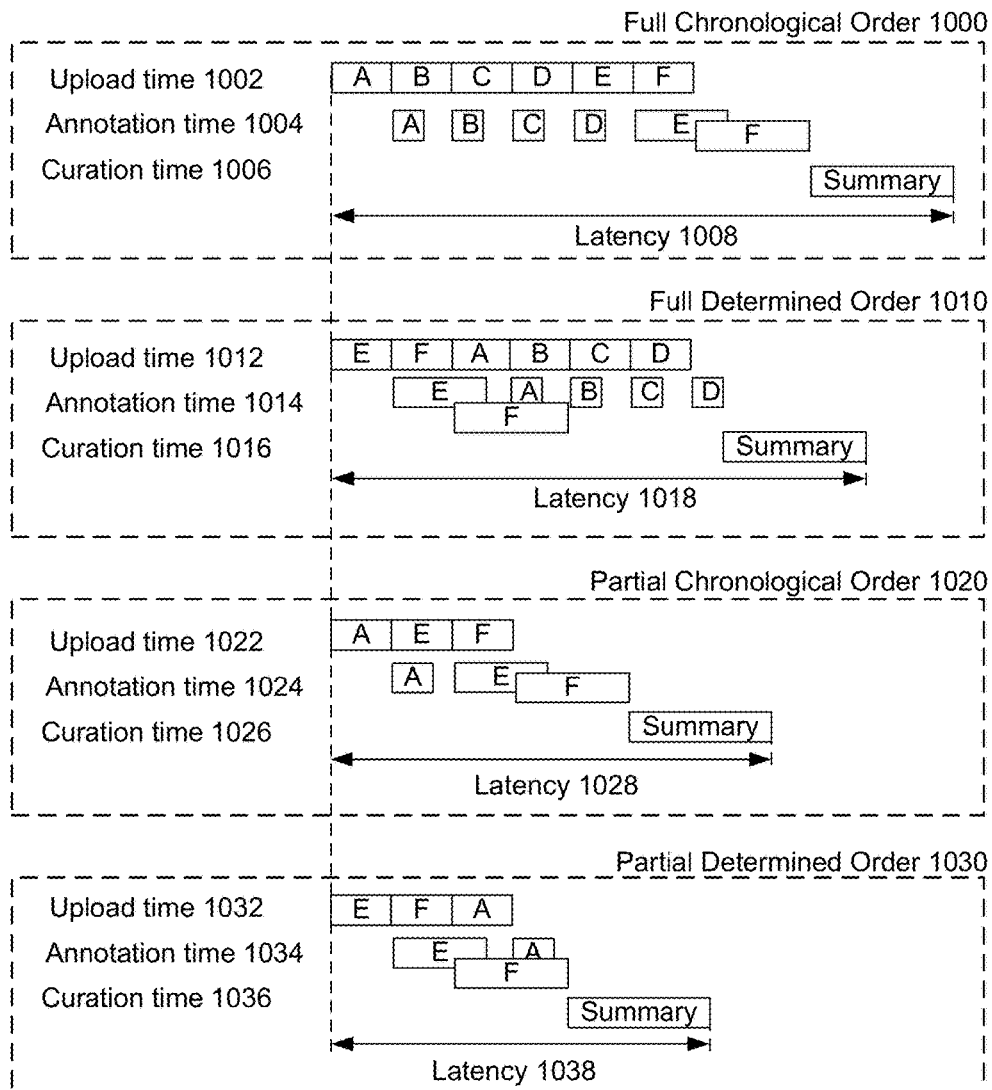 Full Chronological Order 1000
Upload time 1002 A B C D E F
Annotation time 1004 A B C D E F
Curation time 1006 Summary
Latency 1008
Full Determined Order 1010
Upload time 1012 E F A B C D
Annotation time 1014 E F A B C D
Curation time 1016 Summary
Latency 1018
Partial Chronological Order 1020
Upload time 1022 A E F
Annotation time 1024 A E F
Curation time 1026 Summary
Latency 1028
Partial Determined Order 1030
Upload time 1032 E F A
Annotation time 1034 E F A
Curation time 1036 Summary
Latency 1038